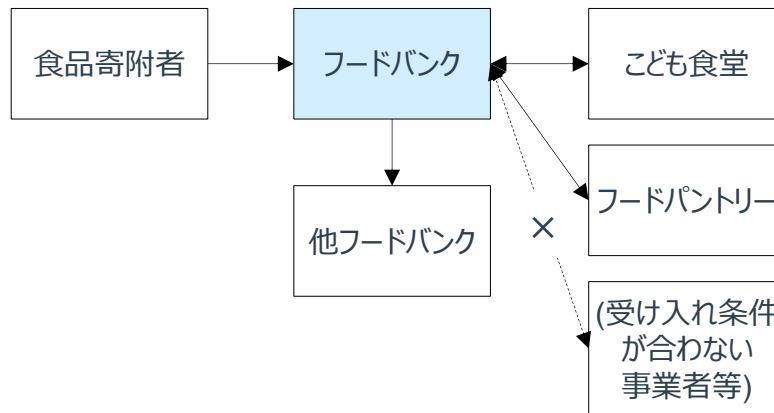 食品寄附者
フードバンク
こども食堂
他フードバンク
×
フードパントリー
(受け入れ条件
が合わない
事業者等)